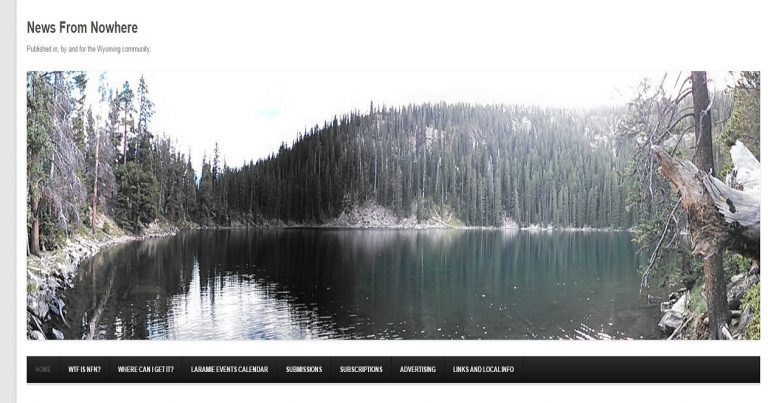 News From Nowhere
Published in, by and for the Wyoming community.
HOME WTF IS NFN? WHERE CAN I GET IT? LARAMIE EVENTS CALENDAR SUBMISSIONS SUBSCRIPTIONS ADVERTISING LINKS AND LOCAL INFO